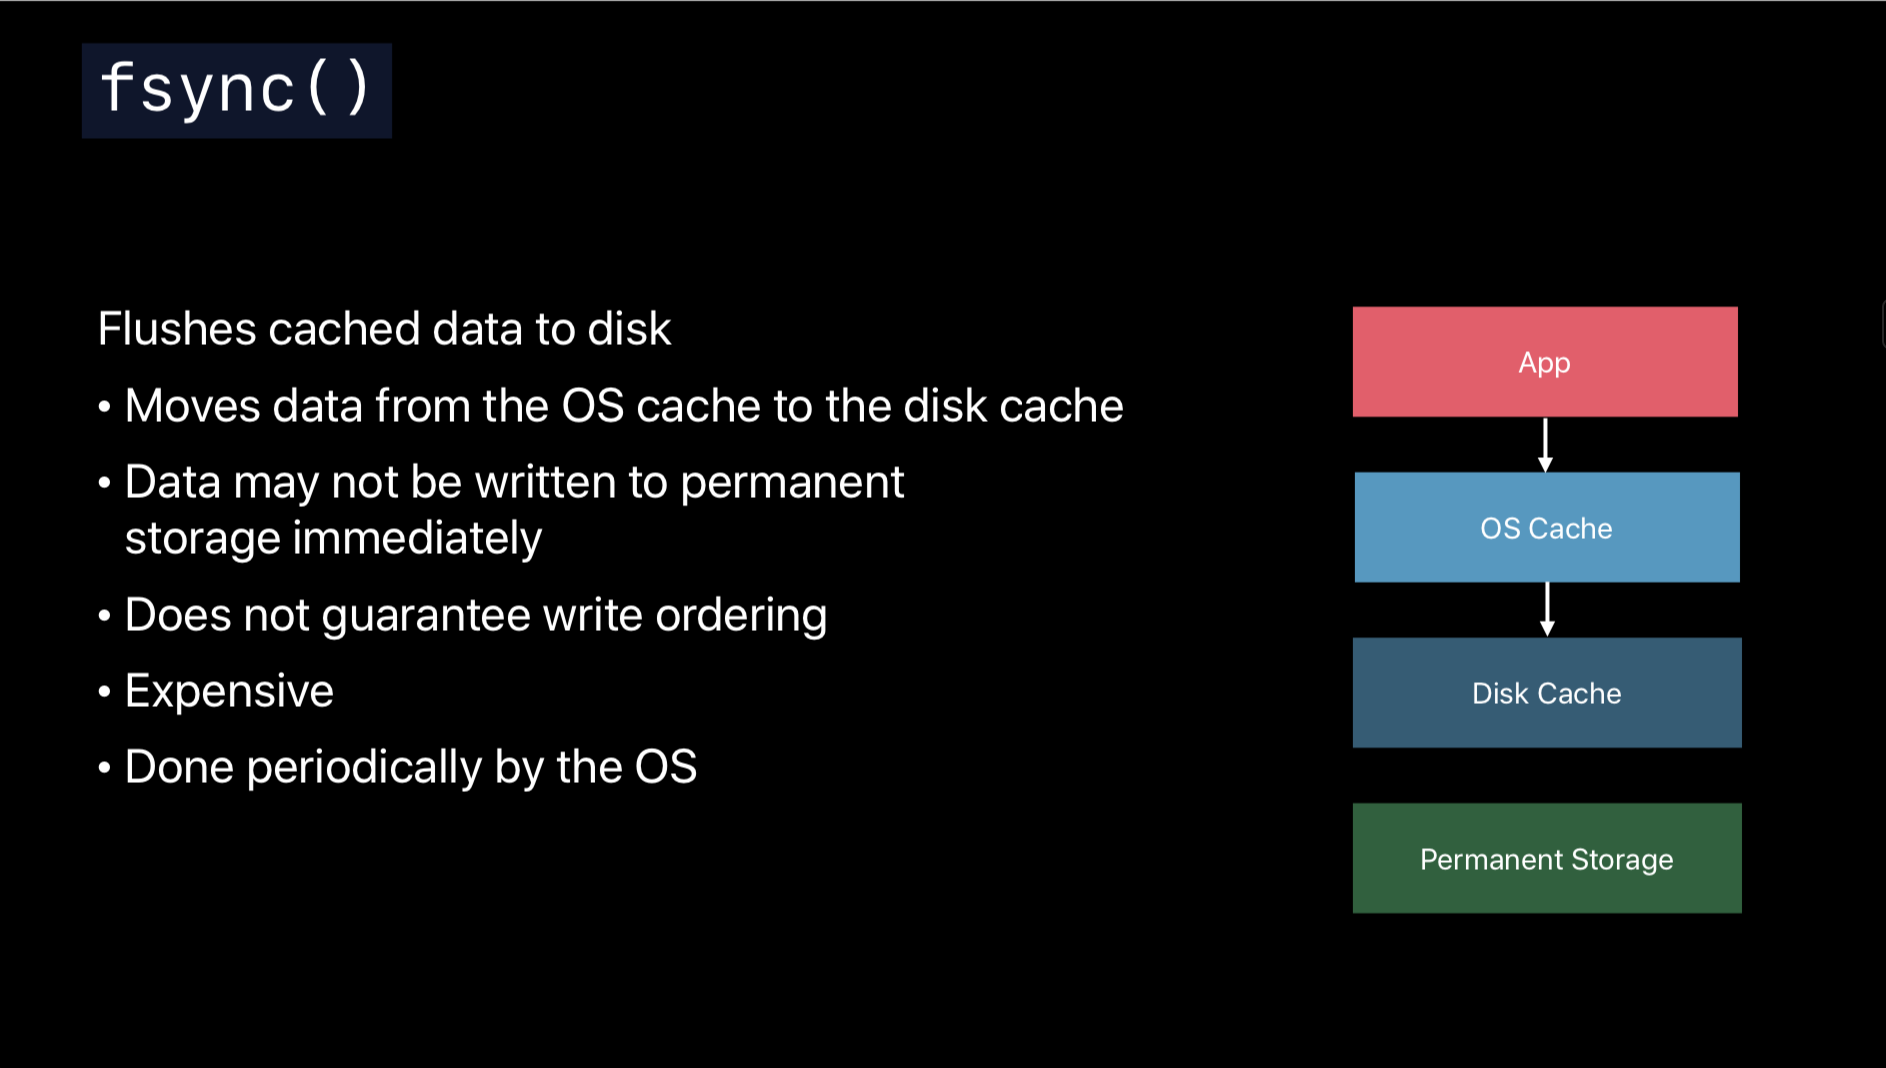 fsync()
Flushes cached data to disk
• Moves data from the OS cache to the disk cache
• Data may not be written to permanent
storage immediately
• Does not guarantee write ordering
• Expensive
• Done periodically by the OS
App
OS Cache
Disk Cache
Permanent Storage